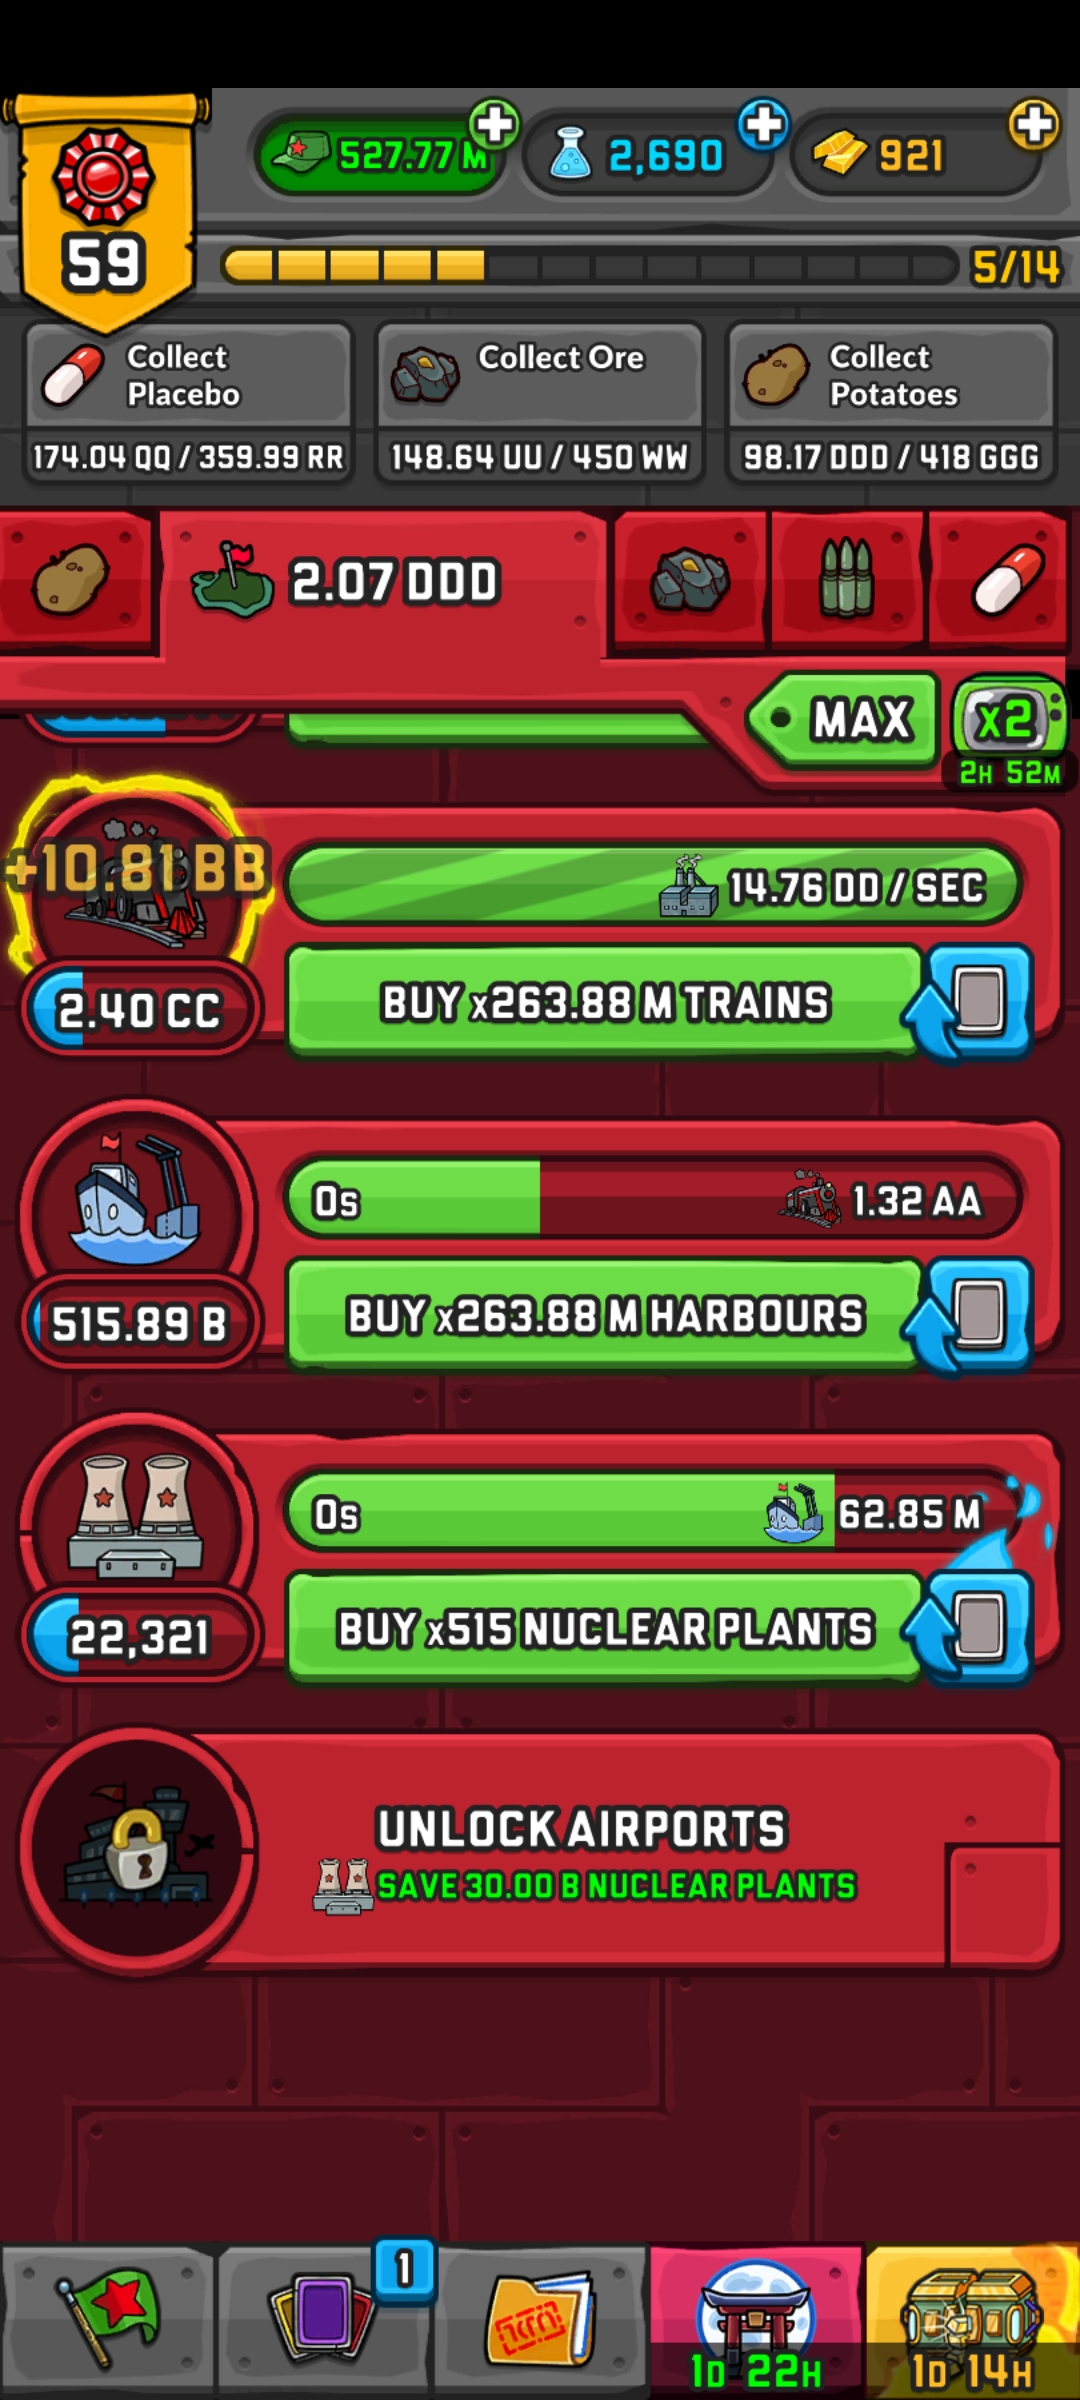 527.77 M
2,690
921
59
5/14
Collect Placebo
174.04 QQ / 359.99 RR
Collect Ore
148.64 UU / 450 WW
Collect Potatoes
98.17 DDD / 418 GGG
2.07 DDD
MAX
x2
2H 52M
+10.81 BB
14.76 DD / SEC
2.40 CC
BUY x263.88 M TRAINS
0s
1.32 AA
515.89 B
BUY x263.88 M HARBOURS
0s
62.85 M
22,321
BUY x515 NUCLEAR PLANTS
UNLOCK AIRPORTS
SAVE 30.00 B NUCLEAR PLANTS
1
1D 22H
1D 14H